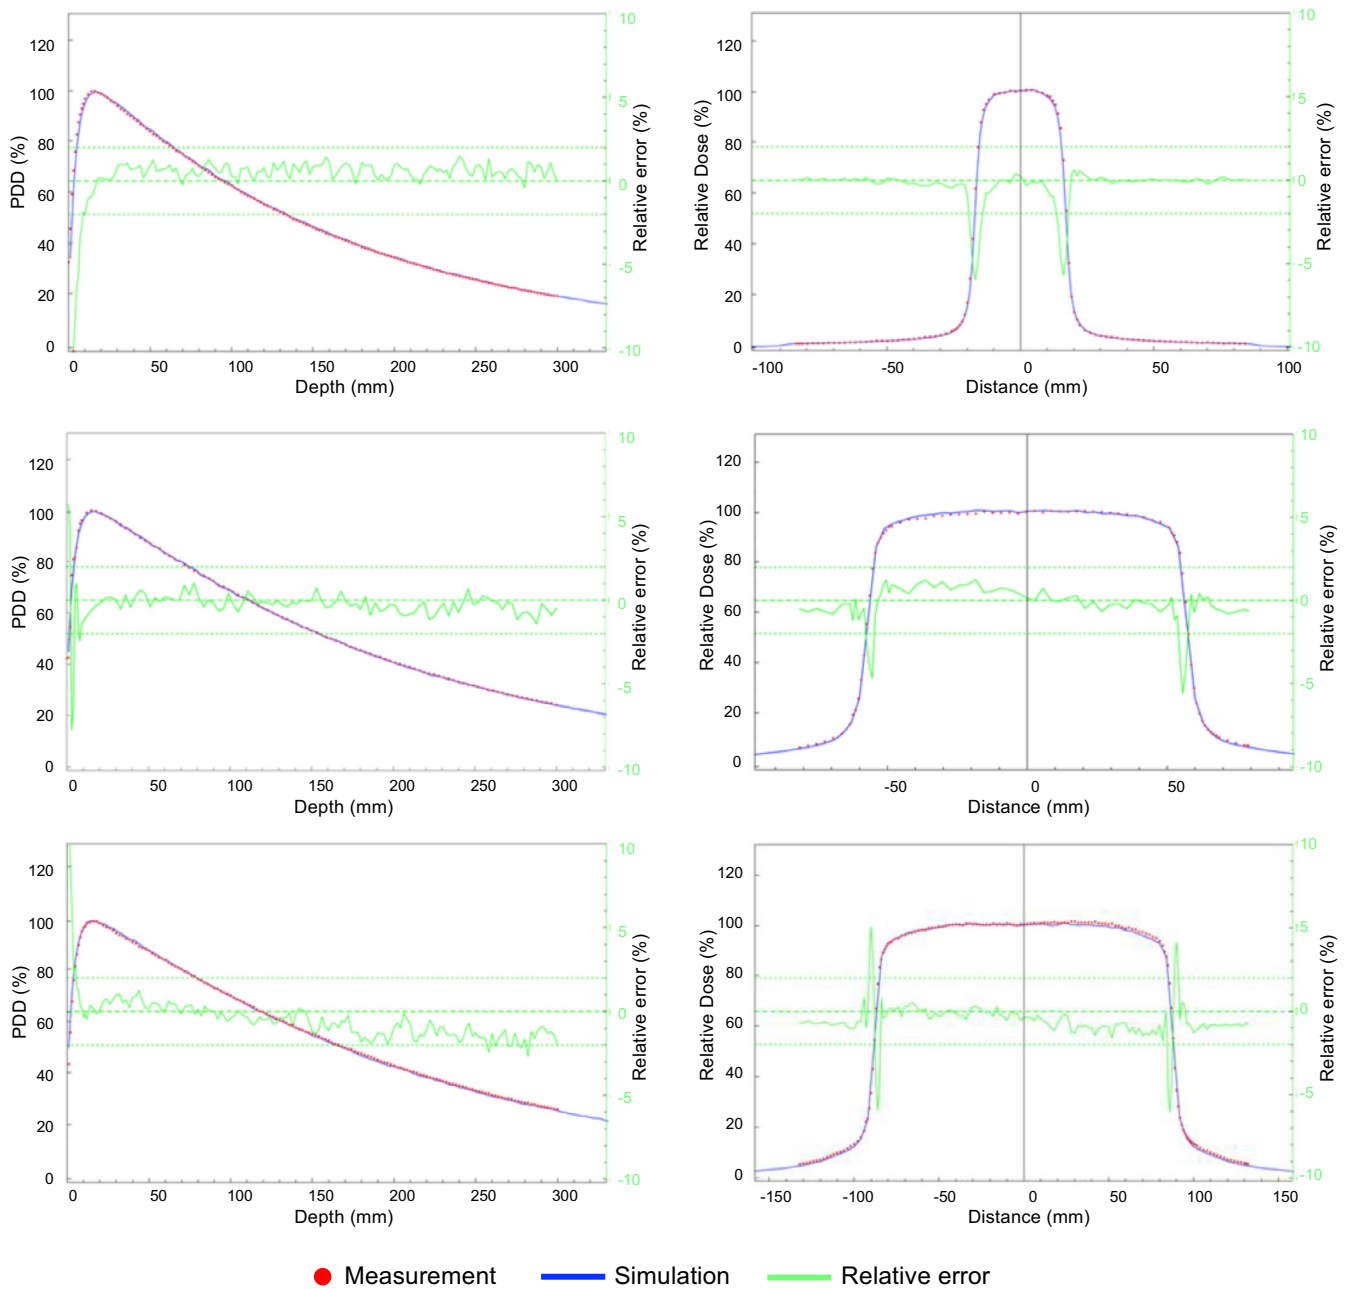 120
100
80
60
40
20
0
PDD (%)
0 50 100 150 200 250 300
Depth (mm)
10
5
0
-5
-10
Relative error (%)
120
100
80
60
40
20
0
Relative Dose (%)
-100 -50 0 50 100
Distance (mm)
10
5
0
-5
-10
Relative error (%)
120
100
80
60
40
20
0
PDD (%)
0 50 100 150 200 250 300
Depth (mm)
10
5
0
-5
-10
Relative error (%)
120
100
80
60
40
20
0
Relative Dose (%)
-50 0 50
Distance (mm)
10
5
0
-5
-10
Relative error (%)
120
100
80
60
40
20
0
PDD (%)
0 50 100 150 200 250 300
Depth (mm)
10
5
0
-5
-10
Relative error (%)
120
100
80
60
40
20
0
Relative Dose (%)
-150 -100 -50 0 50 100 150
Distance (mm)
10
5
0
-5
-10
Relative error (%)
Measurement Simulation Relative error